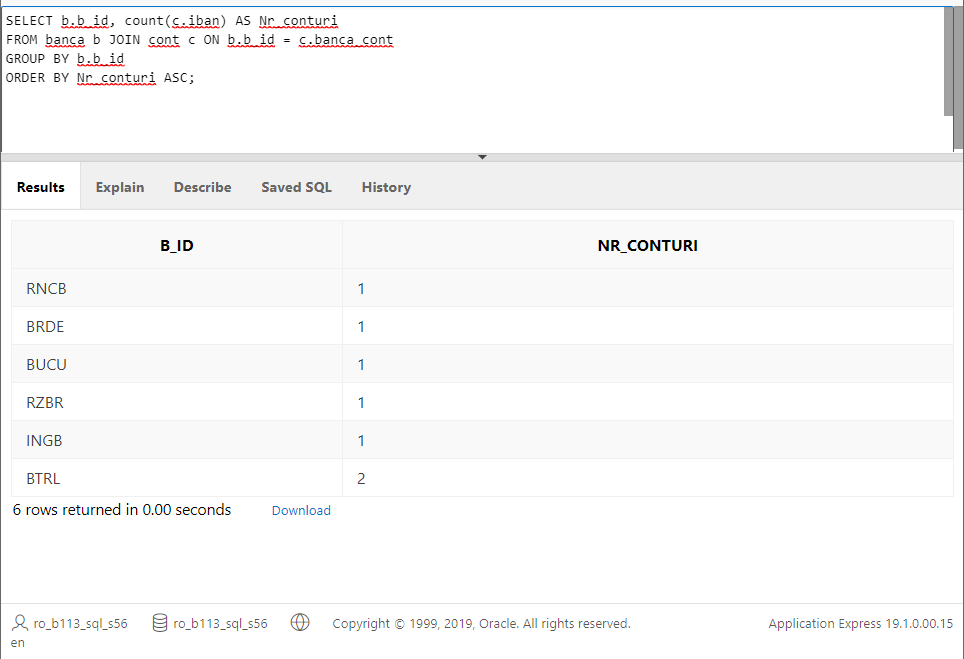 SELECT b.b_id, count(c.iban) AS Nr_conturi
FROM banca b JOIN cont c ON b.b_id = c.banca_cont
GROUP BY b.b_id
ORDER BY Nr_conturi ASC;
Results Explain Describe Saved SQL History
B_ID NR_CONTURI
RNCB 1
BRDE 1
BUCU 1
RZBR 1
INGB 1
BTRL 2
6 rows returned in 0.00 seconds Download
ro_b113_sql_s56 ro_b113_sql_s56 Copyright © 1999, 2019, Oracle. All rights reserved. Application Express 19.1.0.00.15
en